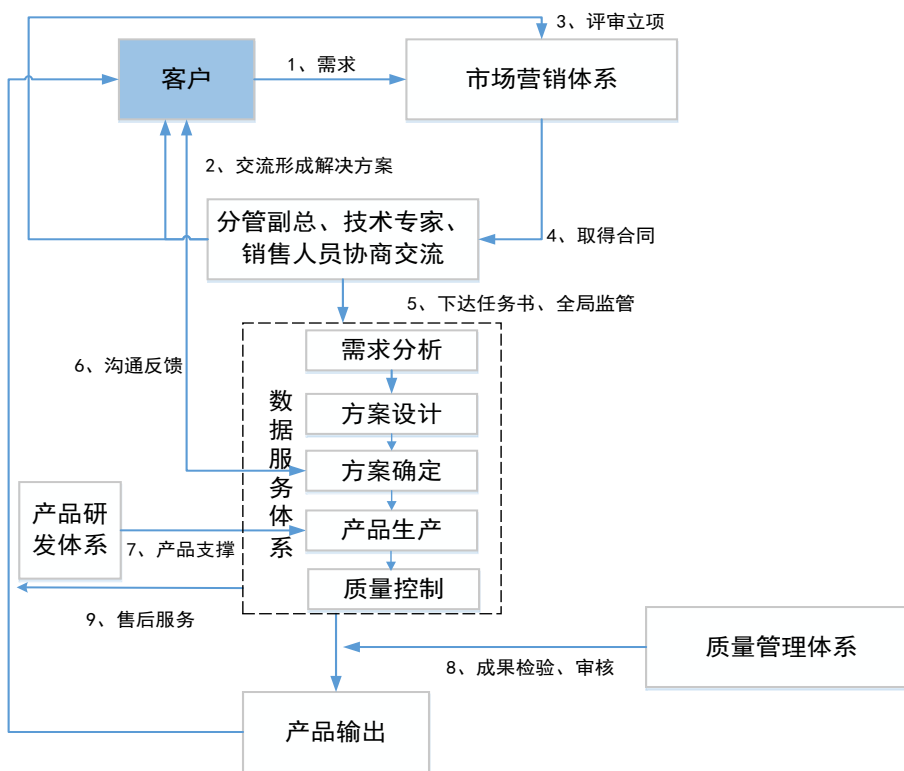 3、评审立项
客户
1、需求
市场营销体系
2、交流形成解决方案
分管副总、技术专家、
销售人员协商交流
4、取得合同
5、下达任务书、全局监管
需求分析
6、沟通反馈
数据服务体系
方案设计
方案确定
产品研
发体系
7、产品支撑
产品生产
质量控制
9、售后服务
质量管理体系
8、成果检验、审核
产品输出